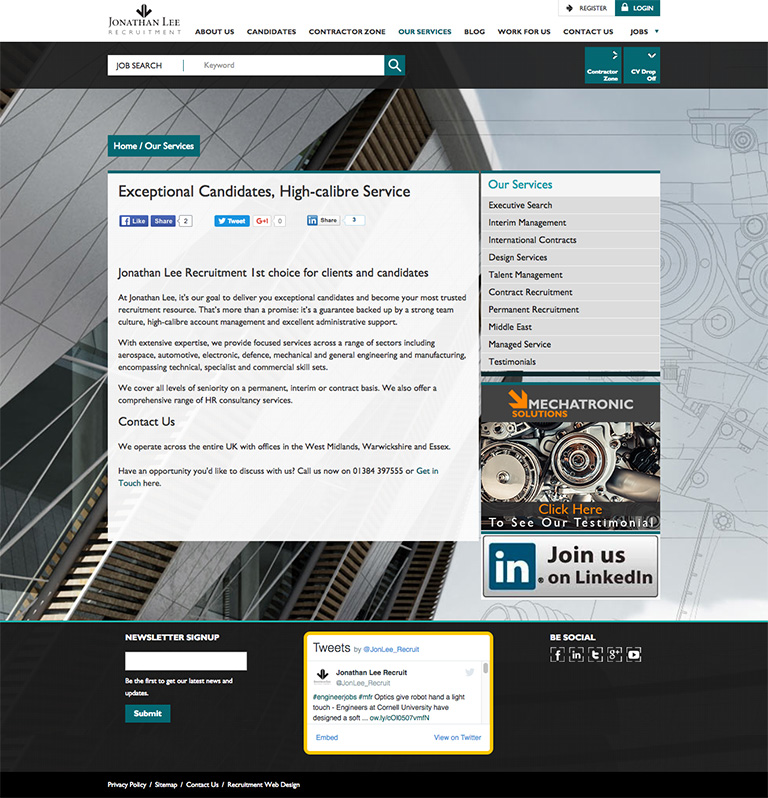 JONATHAN LEE
RECRUITMENT
REGISTER
LOGIN
ABOUT US
CANDIDATES
CONTRACTOR ZONE
OUR SERVICES
BLOG
WORK FOR US
CONTACT US
JOBS
JOB SEARCH
Keyword
Contractor
Zone
CV Drop
Off
Home / Our Services
Exceptional Candidates, High-calibre Service
Like Share 2
Tweet
G+1 0
in Share 3
Jonathan Lee Recruitment 1st choice for clients and candidates
At Jonathan Lee, it's our goal to deliver you exceptional candidates and become your most trusted
recruitment resource. That's more than a promise: it's a guarantee backed up by a strong team
culture, high-calibre account management and excellent administrative support.
With extensive expertise, we provide focused services across a range of sectors including
aerospace, automotive, electronic, defence, mechanical and general engineering and manufacturing,
encompassing technical, specialist and commercial skill sets.
We cover all levels of seniority on a permanent, interim or contract basis. We also offer a
comprehensive range of HR consultancy services.
Contact Us
We operate across the entire UK with offices in the West Midlands, Warwickshire and Essex.
Have an opportunity you'd like to discuss with us? Call us now on 01384 397555 or Get in
Touch here.
Our Services
Executive Search
Interim Management
International Contracts
Design Services
Talent Management
Contract Recruitment
Permanent Recruitment
Middle East
Managed Service
Testimonials
MECHATRONIC
SOLUTIONS
Click Here
To See Our Testimonial
in® Join us
on LinkedIn
NEWSLETTER SIGNUP
Be the first to get our latest news and
updates.
Submit
Tweets by @JonLee_Recruit
Jonathan Lee Recruit
@JonLee_Recruit
#engineerjobs #mfr Optics give robot hand a light
touch - Engineers at Cornell University have
designed a soft ... ow.ly/cOl0507vmfN
Embed
View on Twitter
BE SOCIAL
Privacy Policy / Sitemap / Contact Us / Recruitment Web Design